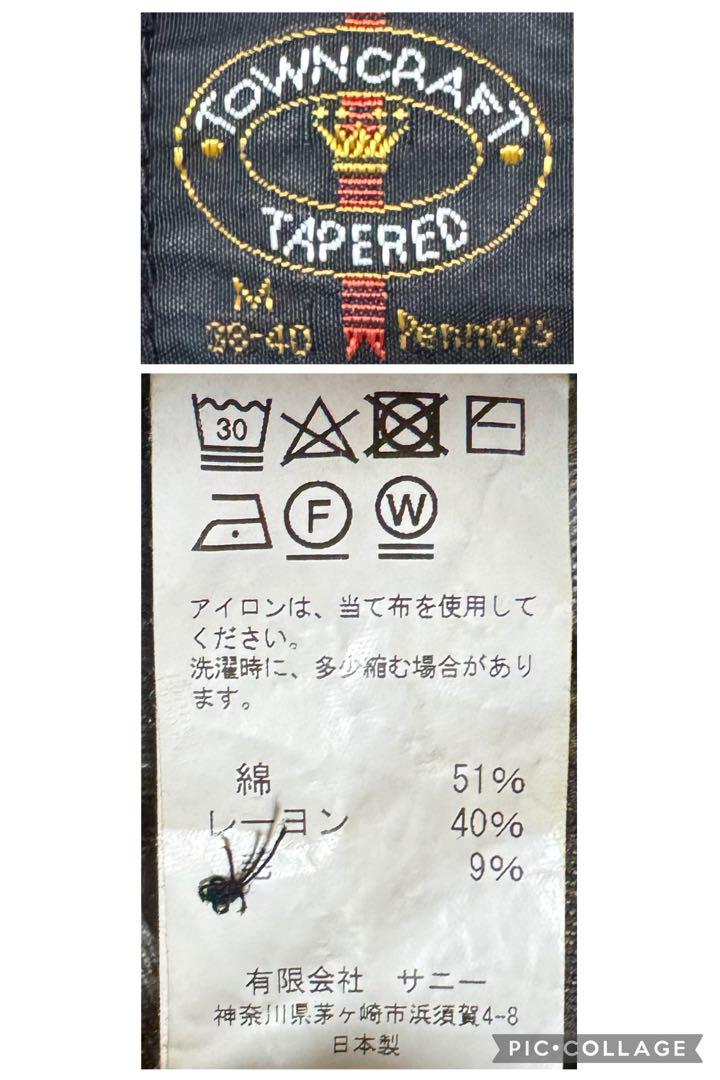 TOWNCRAFT
TAPERED
M
38-40 Penney's
30
F W
アイロンは、当て布を使用して
ください。
洗濯時に、多少縮む場合があり
ます。
綿 51%
レーヨン 40%
毛 9%
有限会社 サニー
神奈川県茅ヶ崎市浜須賀4-8
日本製
PIC•COLLAGE